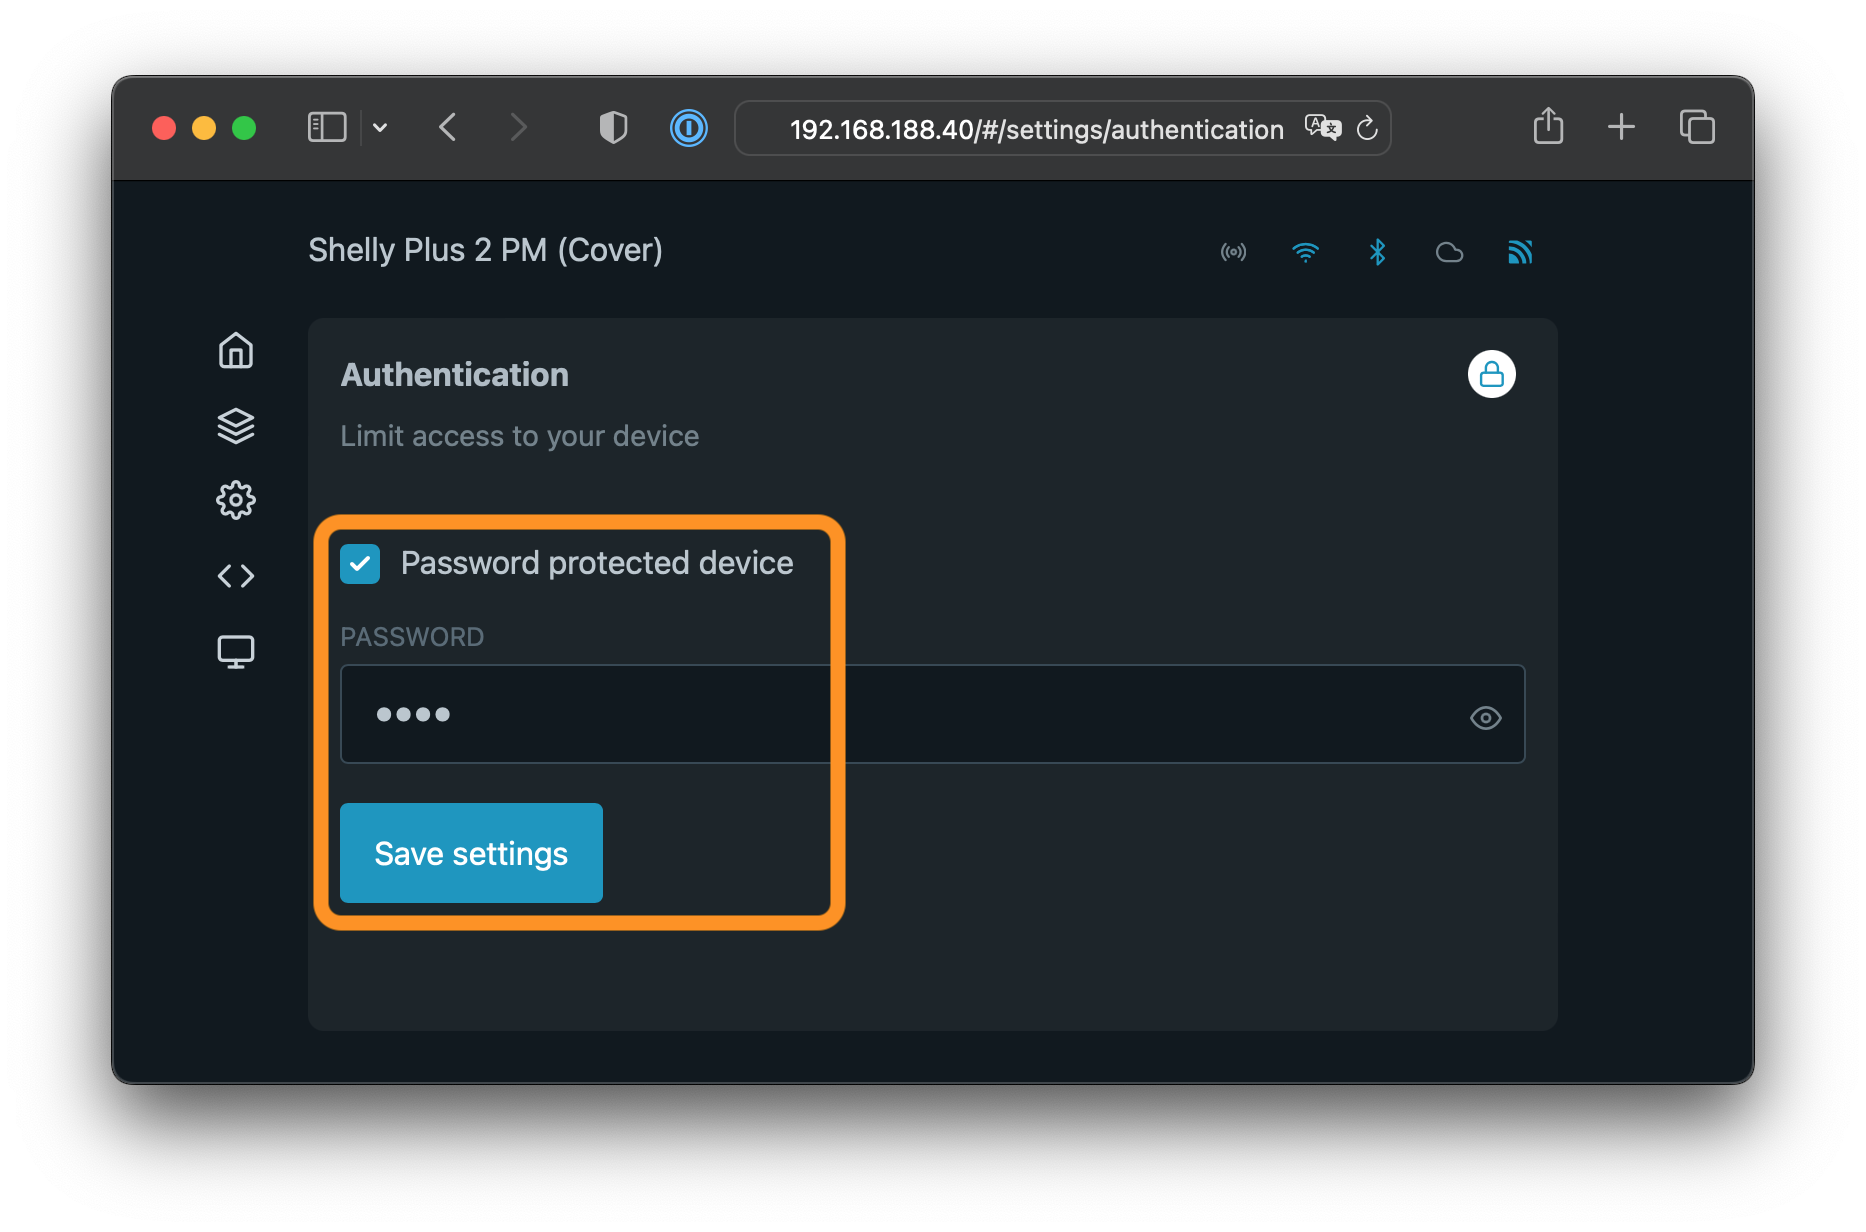 192.168.188.40/#/settings/authentication
Shelly Plus 2 PM (Cover)
Authentication
Limit access to your device
Password protected device
PASSWORD
••••
Save settings